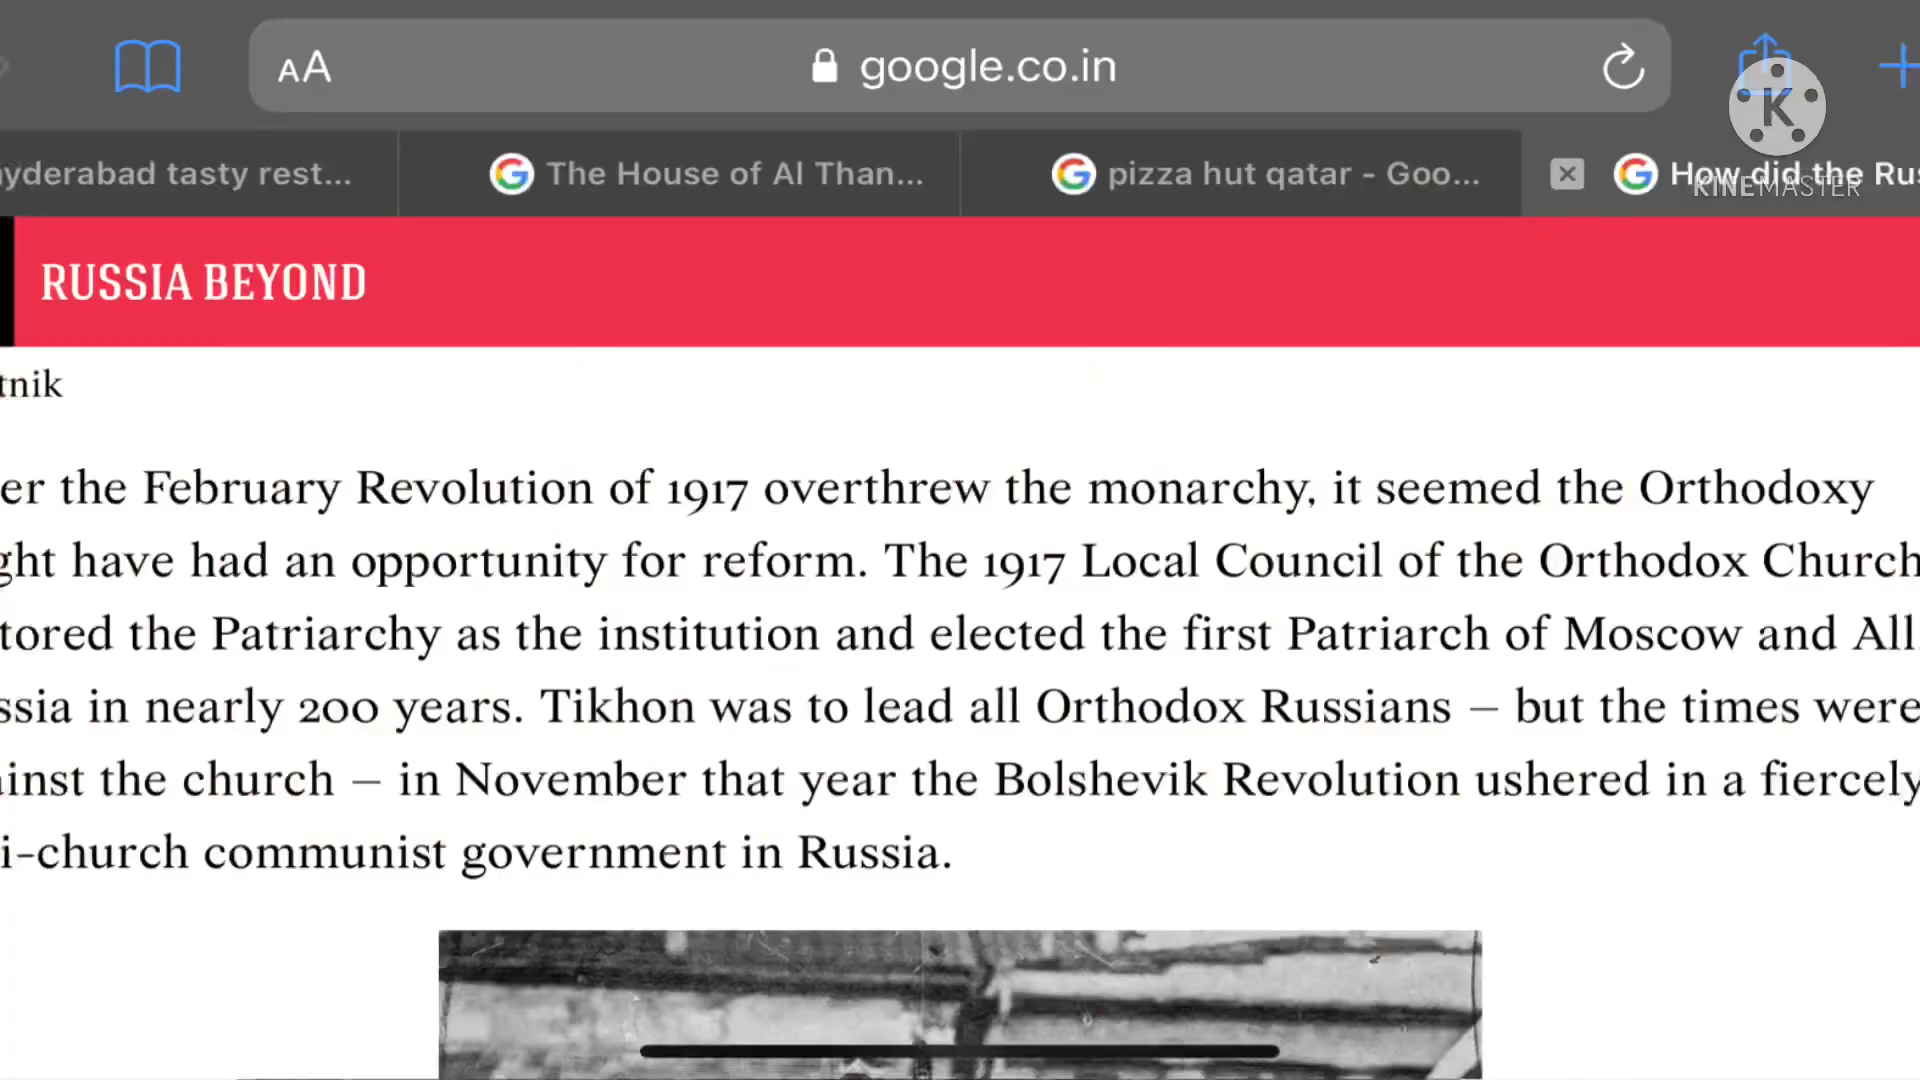 AA google.co.in
yderabad tasty rest... The House of Al Than... pizza hut qatar - Goo... How did the Rus
K
KINEMASTER
RUSSIA BEYOND
tnik
er the February Revolution of 1917 overthrew the monarchy, it seemed the Orthodoxy
ght have had an opportunity for reform. The 1917 Local Council of the Orthodox Church
tored the Patriarchy as the institution and elected the first Patriarch of Moscow and All
ssia in nearly 200 years. Tikhon was to lead all Orthodox Russians – but the times were
ainst the church – in November that year the Bolshevik Revolution ushered in a fiercely
i-church communist government in Russia.